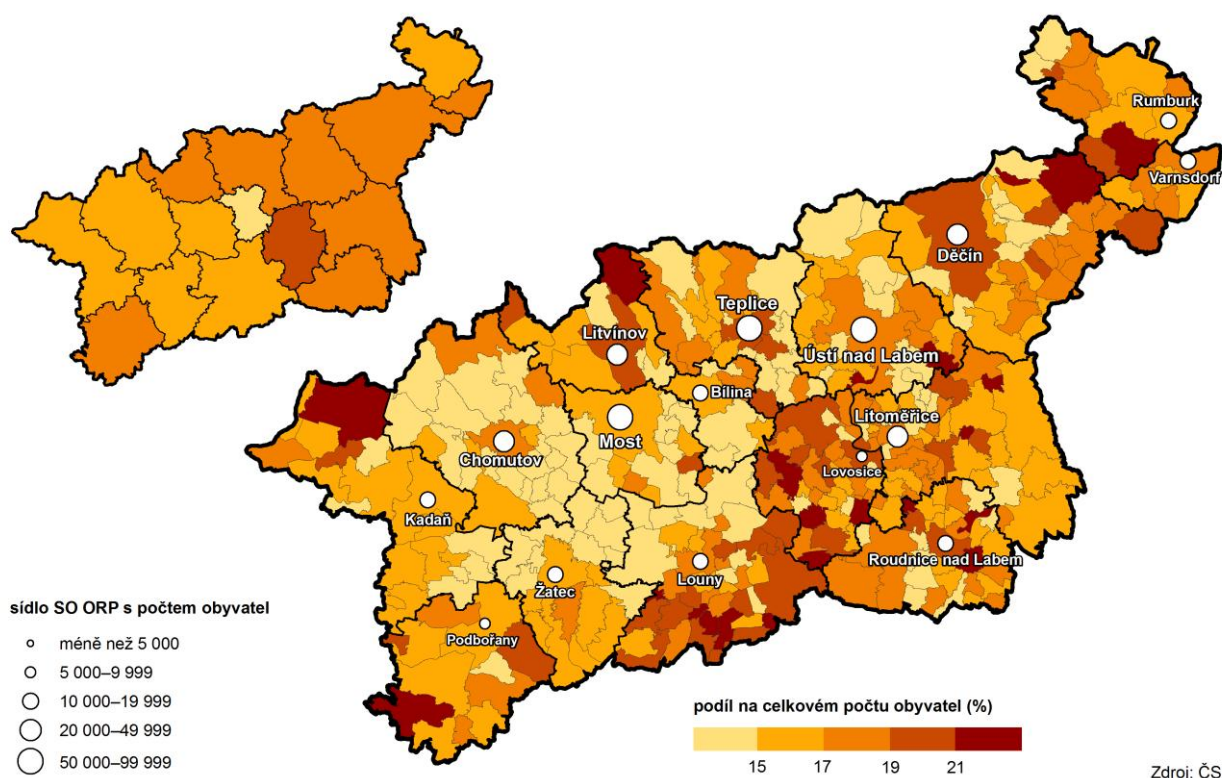 Rumburk
Varnsdorf
Děčín
Teplice
Litvínov
Ústí nad Labem
Bílina
Litoměřice
Most
Chomutov
Lovosice
Kadaň
Roudnice nad Labem
Louny
Žatec
Podbořany
sídlo SO ORP s počtem obyvatel
méně než 5 000
5 000–9 999
10 000–19 999
20 000–49 999
50 000–99 999
podíl na celkovém počtu obyvatel (%)
15 17 19 21
Zdroj: ČS